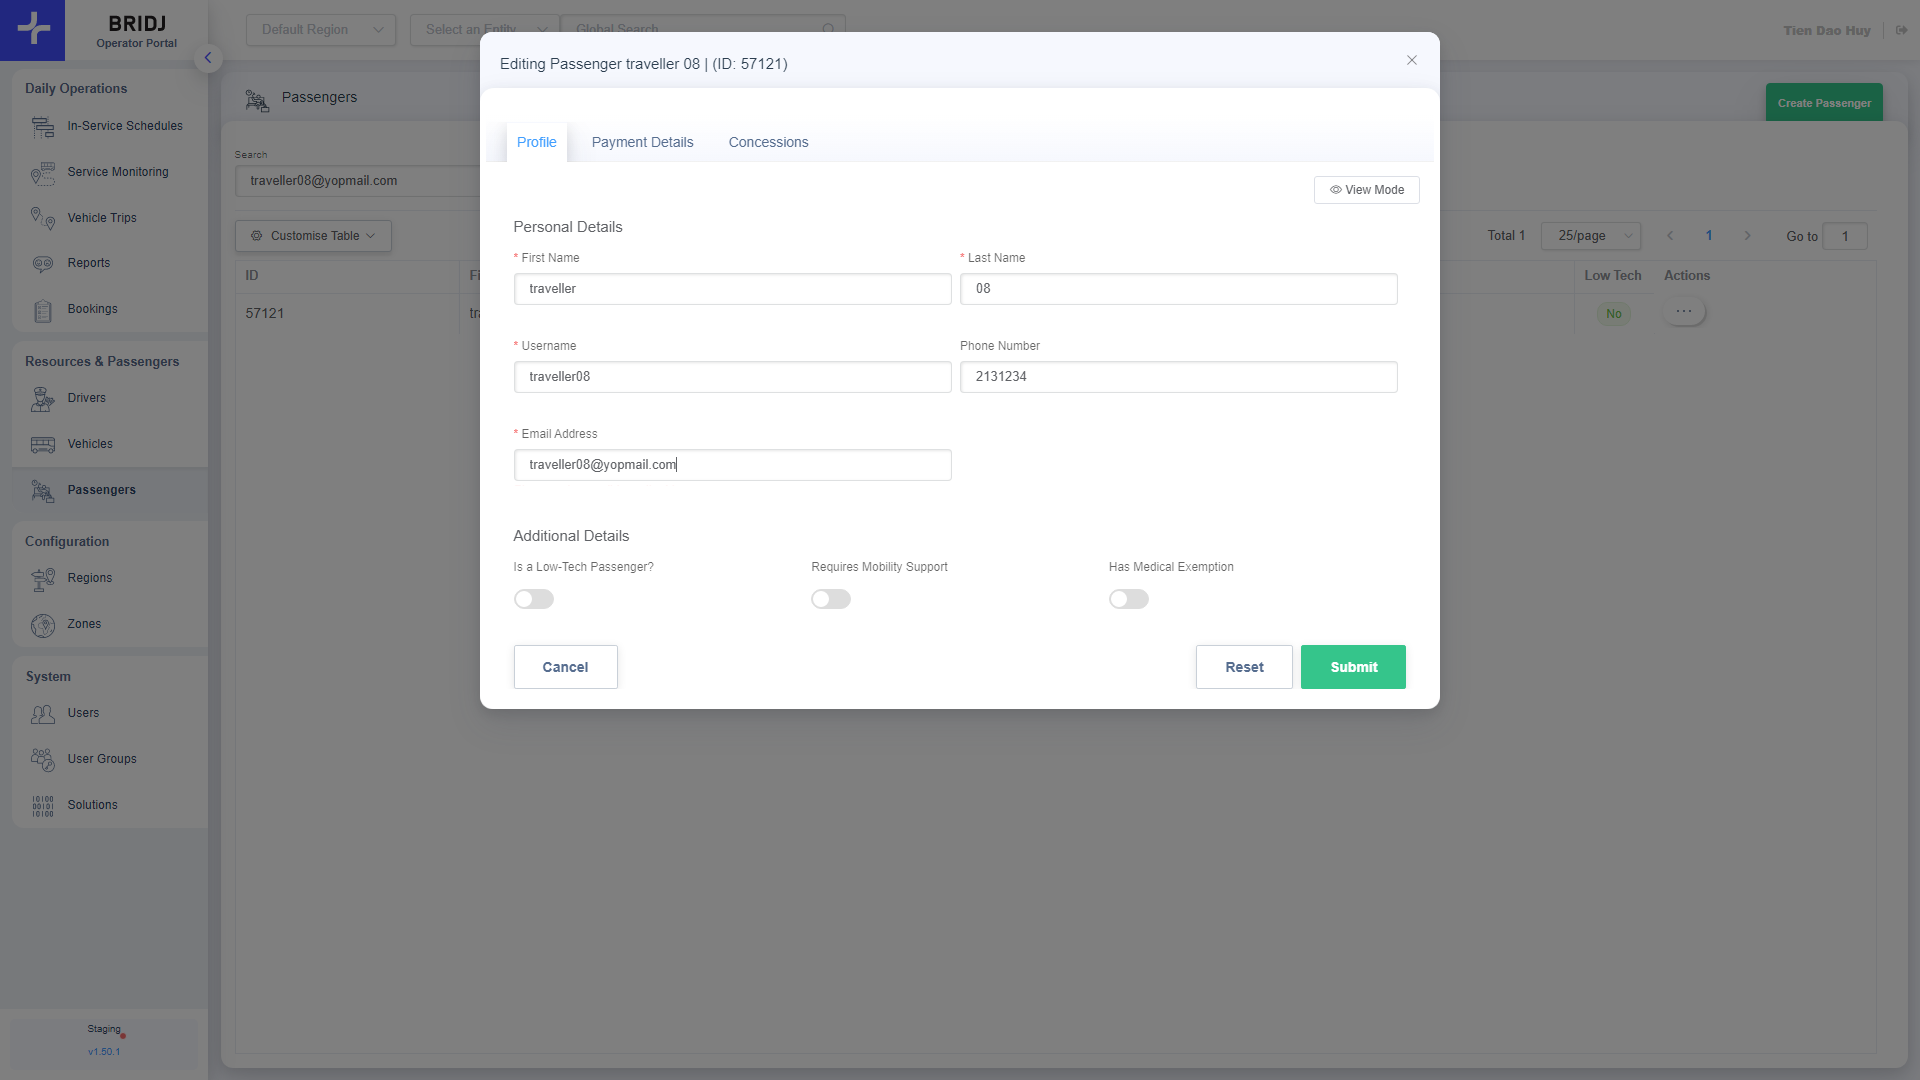 BRIDJ
Operator Portal
Default Region
Select an Entity
Global Search
Tien Dao Huy
Daily Operations
In-Service Schedules
Service Monitoring
Vehicle Trips
Reports
Bookings
Resources & Passengers
Drivers
Vehicles
Passengers
Configuration
Regions
Zones
System
Users
User Groups
Solutions
Staging
v1.50.1
Passengers
Create Passenger
Search
traveller08@yopmail.com
Customise Table
Total 1
25/page
1
Go to
1
ID
Fi
Low Tech
Actions
57121
tra
No
Editing Passenger traveller 08 | (ID: 57121)
Profile
Payment Details
Concessions
View Mode
Personal Details
* First Name
* Last Name
traveller
08
* Username
Phone Number
traveller08
2131234
* Email Address
traveller08@yopmail.com
Additional Details
Is a Low-Tech Passenger?
Requires Mobility Support
Has Medical Exemption
Cancel
Reset
Submit